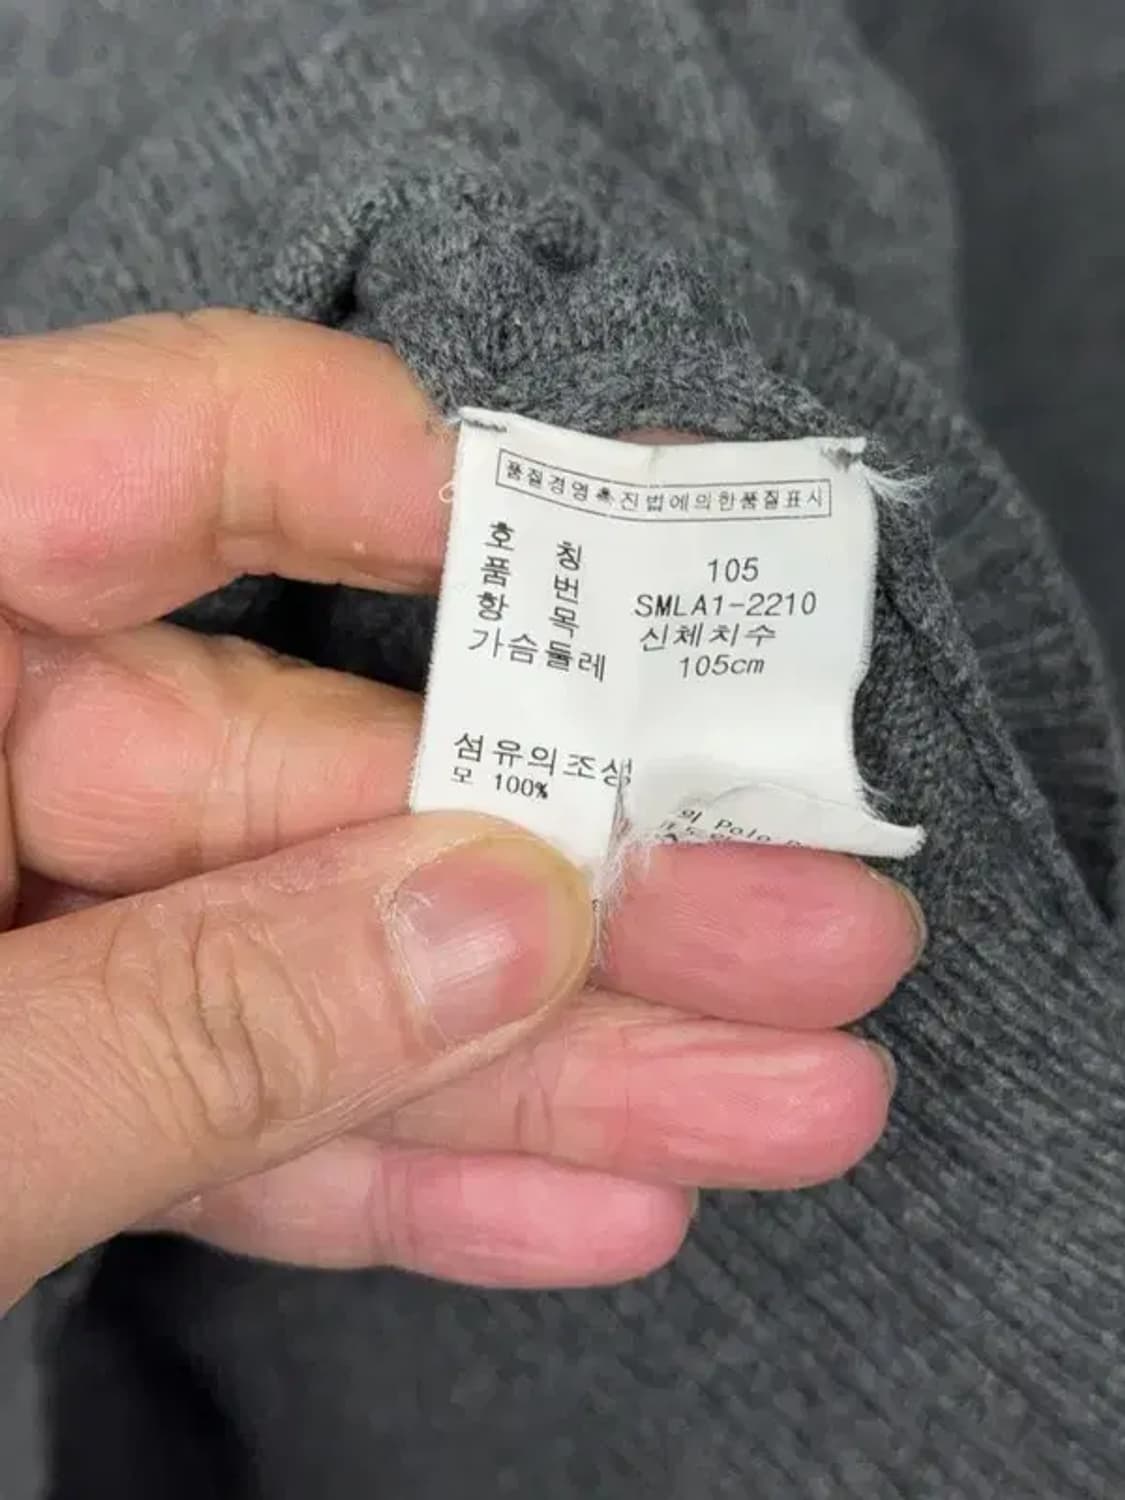 품질경영촉진법에의한품질표시
호 칭 105
품 번 SMLA1-2210
항 목 신체치수
가슴둘레 105cm
섬유의조성
모 100%
의 Polo